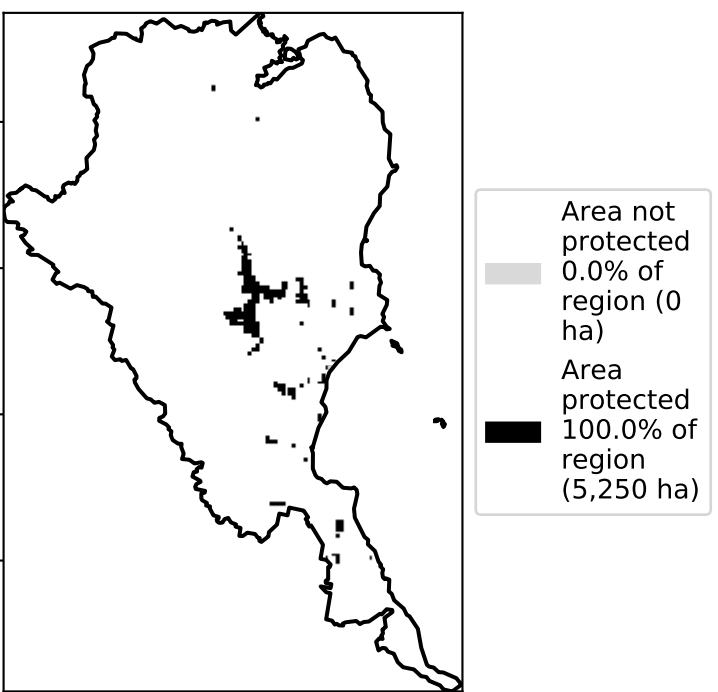 Area not
protected
0.0% of
region (0
ha)
Area
protected
100.0% of
region
(5,250 ha)